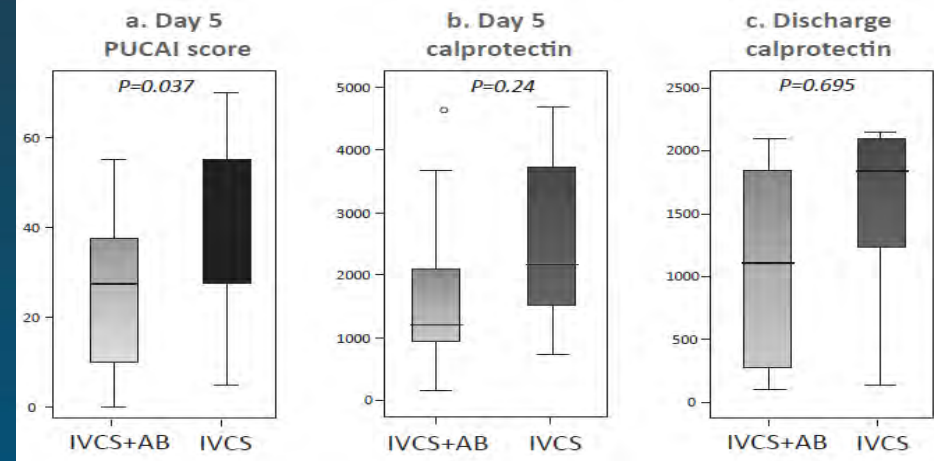 a. Day 5
PUCAI score
P=0.037
60
40
20
0
IVCS+AB IVCS
b. Day 5
calprotectin
P=0.24
5000
4000
3000
2000
1000
0
IVCS+AB IVCS
c. Discharge
calprotectin
P=0.695
2500
2000
1500
1000
500
0
IVCS+AB IVCS